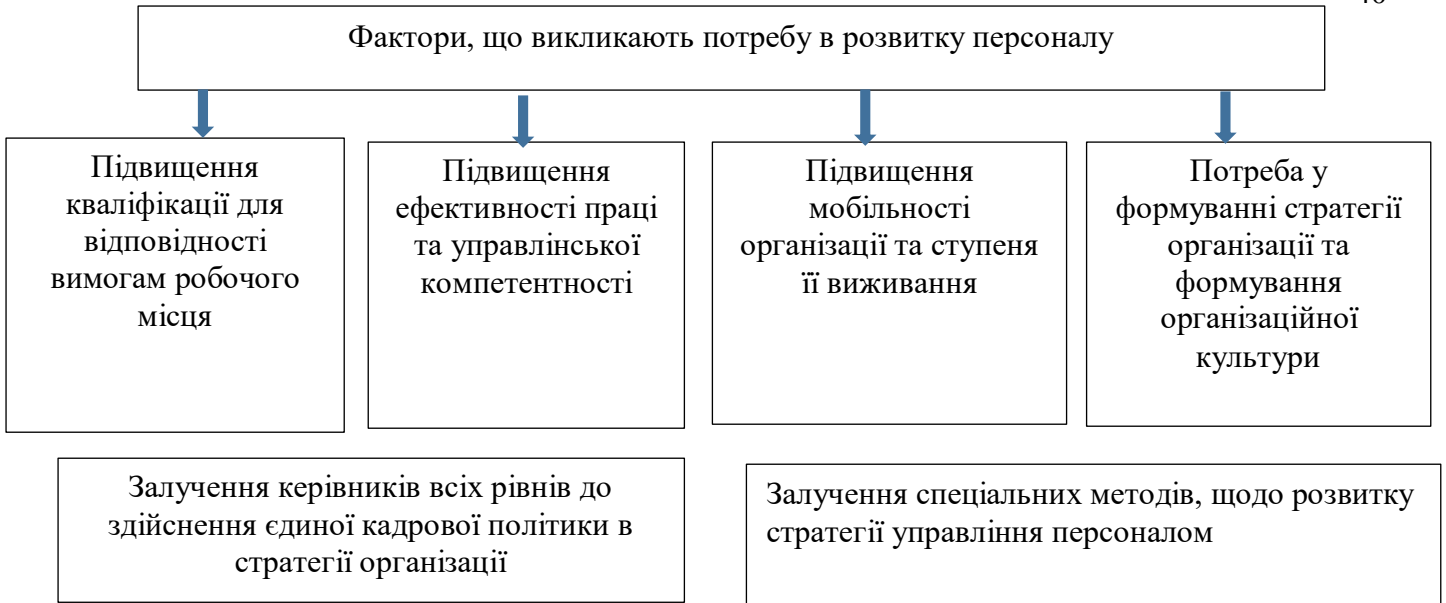 Фактори, що викликають потребу в розвитку персоналу
Підвищення
кваліфікації для
відповідності
вимогам робочого
місця
Підвищення
ефективності праці
та управлінської
компетентності
Підвищення
мобільності
організації та ступеня
її виживання
Потреба у
формуванні стратегії
організації та
формування
організаційної
культури
Залучення керівників всіх рівнів до
здійснення єдиної кадрової політики в
стратегії організації
Залучення спеціальних методів, щодо розвитку
стратегії управління персоналом